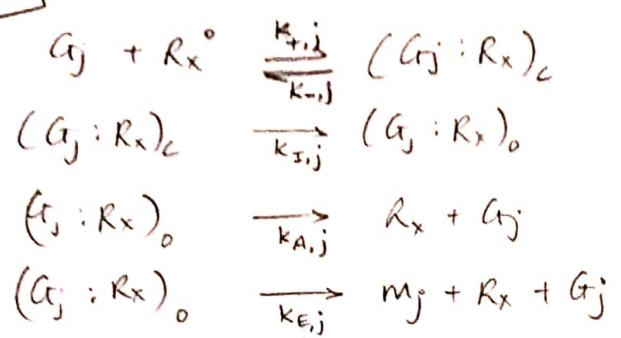 Gj + Rx° ⇌ (Gj : Rx)c
k+,j
k-,j
(Gj : Rx)c → (Gj : Rx)o
kI,j
(Gj : Rx)o → Rx + Gj
kA,j
(Gj : Rx)o → mj + Rx + Gj
kE,j